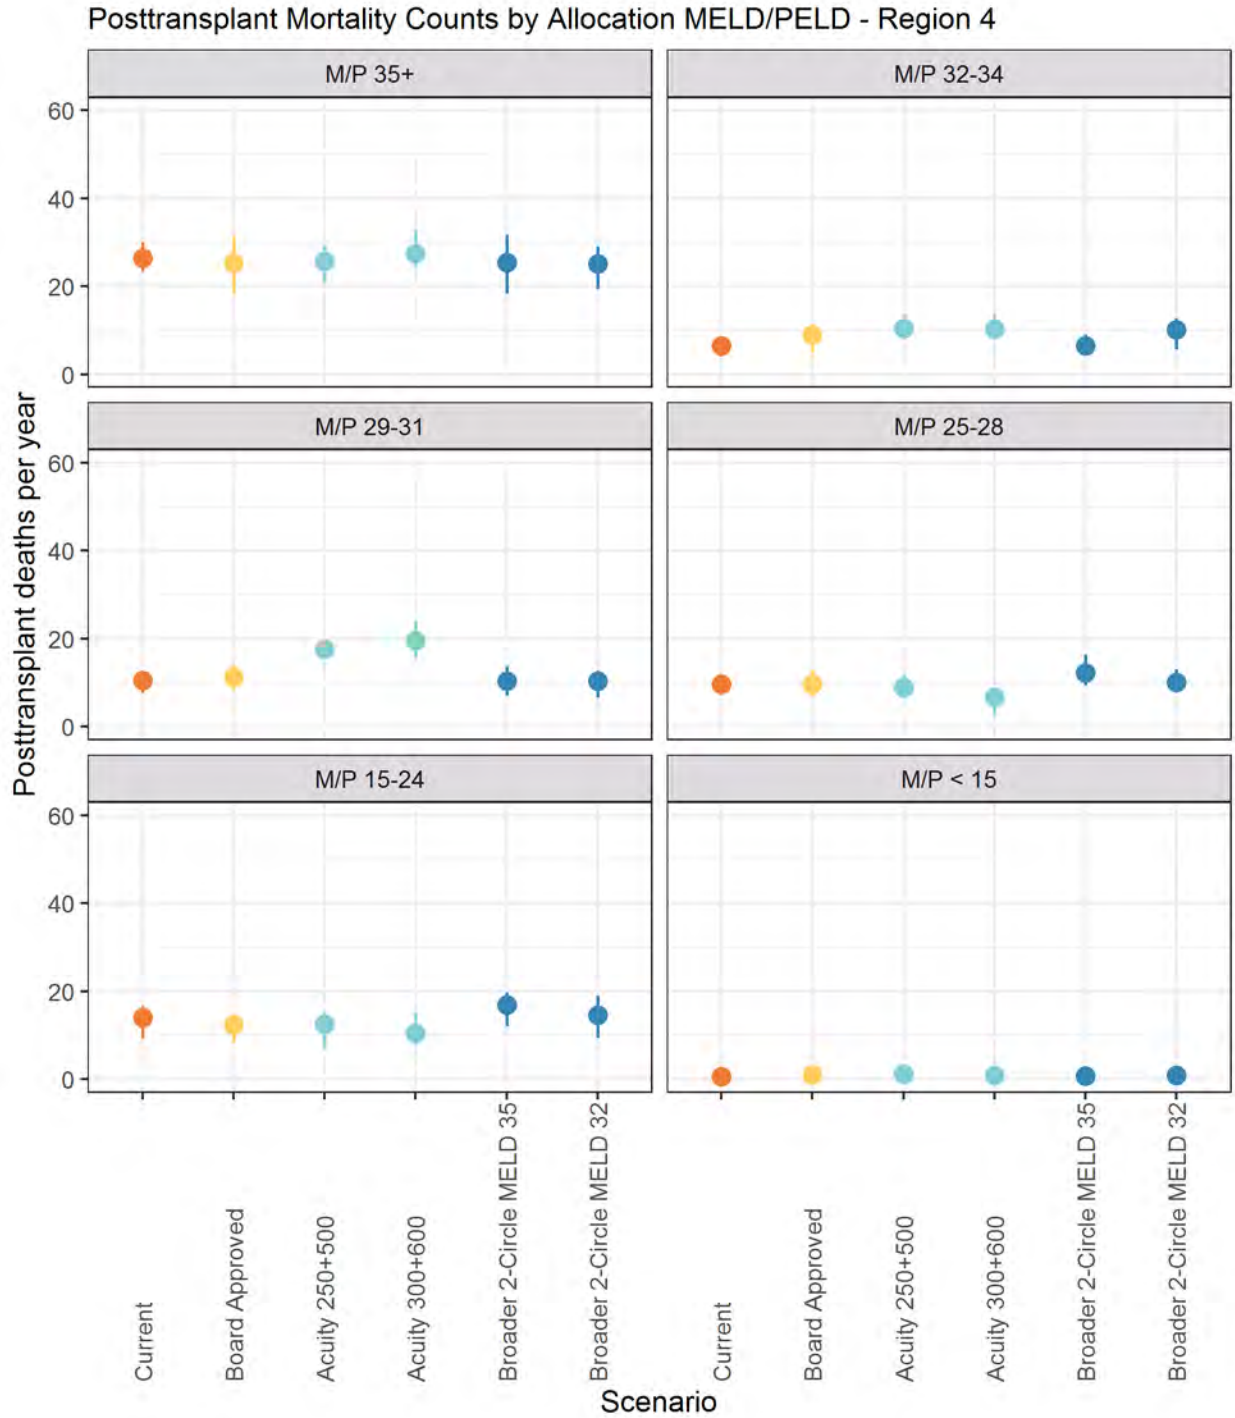 Posttransplant Mortality Counts by Allocation MELD/PELD - Region 4
M/P 35+
M/P 32-34
60
40
20
0
M/P 29-31
M/P 25-28
60
40
20
0
M/P 15-24
M/P < 15
60
40
20
0
Posttransplant deaths per year
Current
Board Approved
Acuity 250+500
Acuity 300+600
Broader 2-Circle MELD 35
Broader 2-Circle MELD 32
Current
Board Approved
Acuity 250+500
Acuity 300+600
Broader 2-Circle MELD 35
Broader 2-Circle MELD 32
Scenario